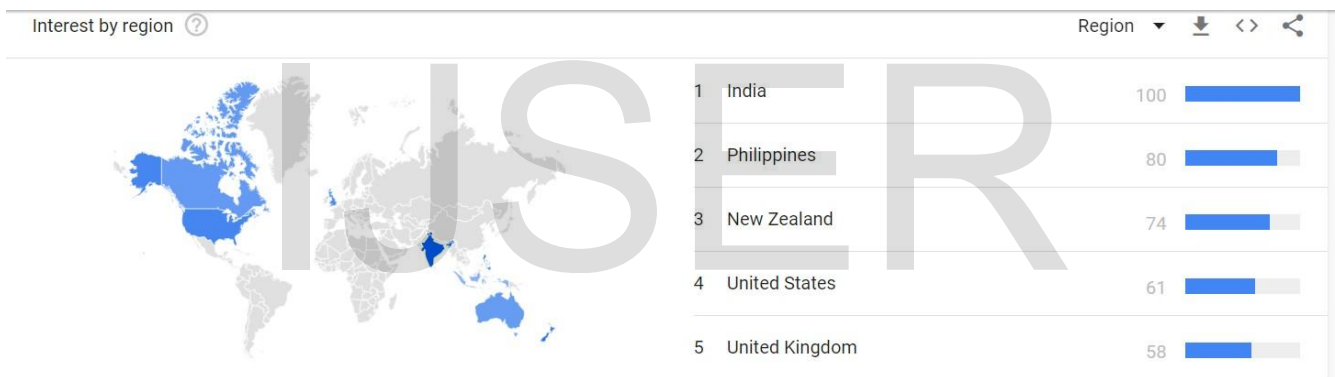 Interest by region ?
Region
IJSER
1 India 100
2 Philippines 80
3 New Zealand 74
4 United States 61
5 United Kingdom 58